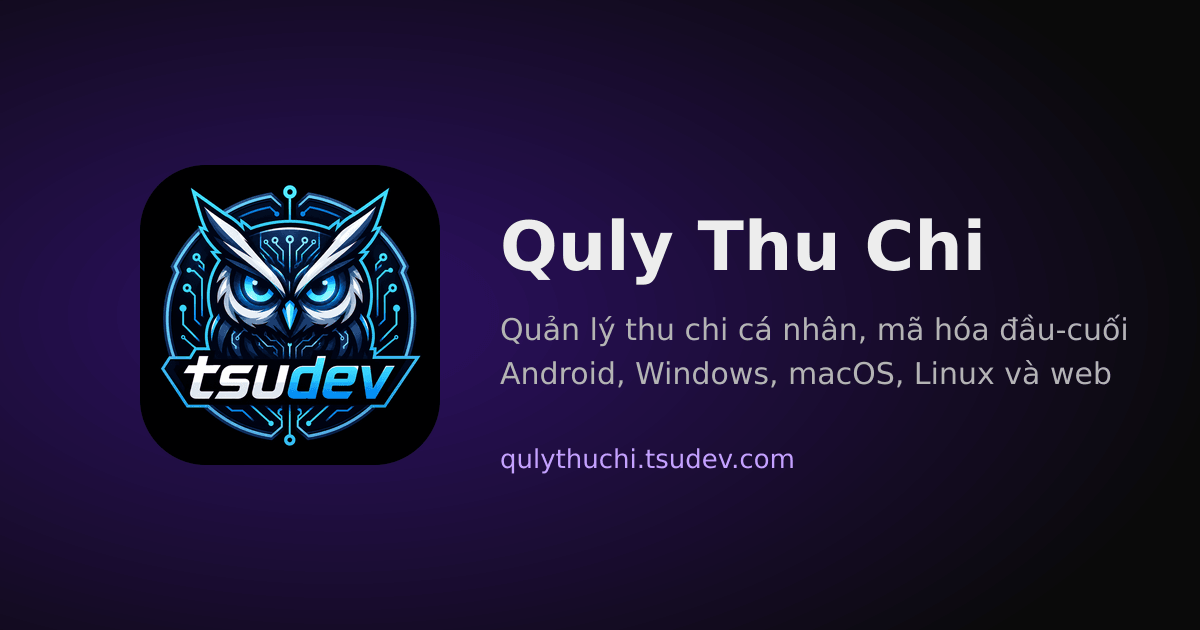 tsudev
Quly Thu Chi
Quản lý thu chi cá nhân, mã hóa đầu-cuối
Android, Windows, macOS, Linux và web
qulythuchi.tsudev.com